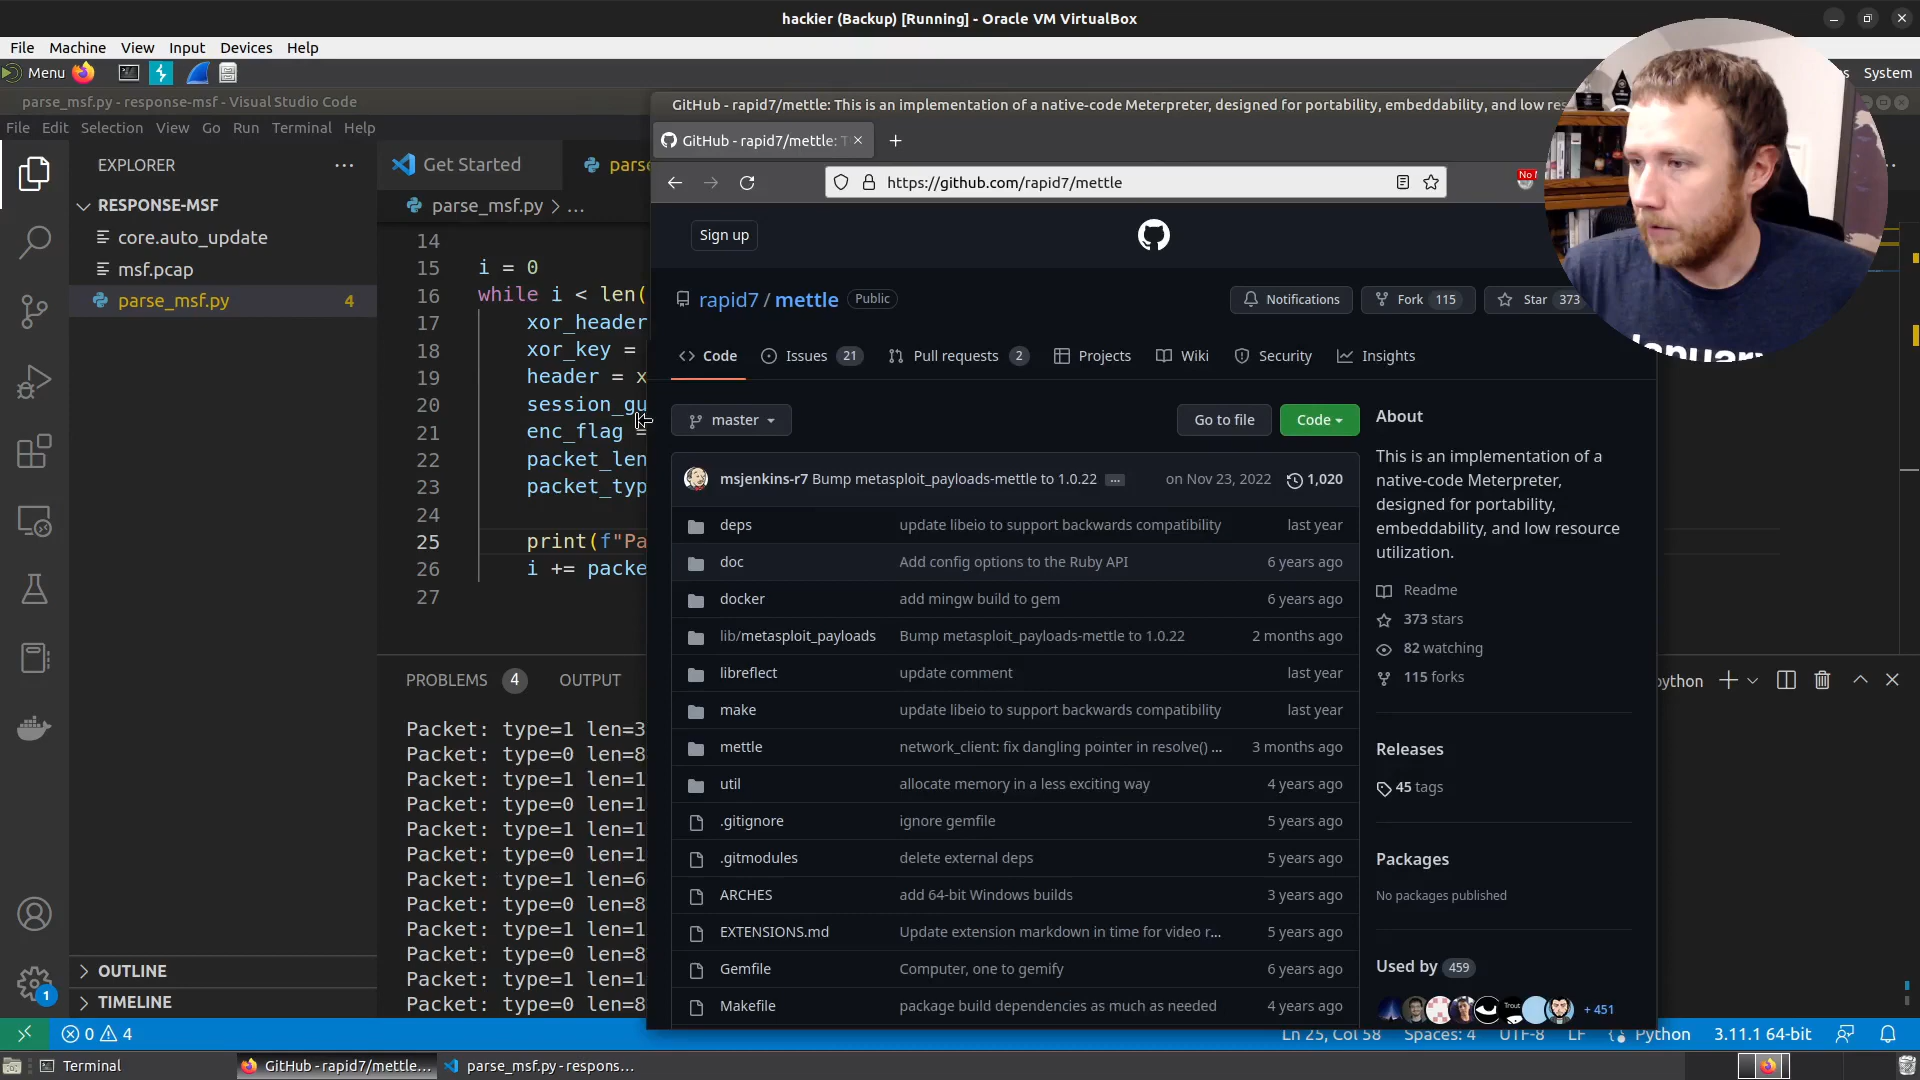 hackier (Backup) [Running] - Oracle VM VirtualBox
File Machine View Input Devices Help
Menu
System
parse_msf.py - response-msf - Visual Studio Code
File Edit Selection View Go Run Terminal Help
EXPLORER
RESPONSE-MSF
core.auto_update
msf.pcap
parse_msf.py 4
OUTLINE
TIMELINE
Get Started
parse_msf.py > ...
14
15 i = 0
16 while i < len(
17 xor_header
18 xor_key =
19 header = x
20 session_gu
21 enc_flag =
22 packet_len
23 packet_typ
24
25 print(f"Pa
26 i += packe
27
PROBLEMS 4 OUTPUT
Packet: type=1 len=3
Packet: type=0 len=8
Packet: type=1 len=1
Packet: type=0 len=1
Packet: type=1 len=1
Packet: type=0 len=1
Packet: type=1 len=6
Packet: type=0 len=8
Packet: type=1 len=1
Packet: type=0 len=8
Packet: type=1 len=1
Packet: type=0 len=8
python
GitHub - rapid7/mettle: This is an implementation of a native-code Meterpreter, designed for portability, embeddability, and low res
GitHub - rapid7/mettle: T
https://github.com/rapid7/mettle
Sign up
rapid7 / mettle Public
Notifications
Fork 115
Star 373
Code
Issues 21
Pull requests 2
Projects
Wiki
Security
Insights
master
Go to file
Code
msjenkins-r7 Bump metasploit_payloads-mettle to 1.0.22 ... on Nov 23, 2022 1,020
deps update libeio to support backwards compatibility last year
doc Add config options to the Ruby API 6 years ago
docker add mingw build to gem 6 years ago
lib/metasploit_payloads Bump metasploit_payloads-mettle to 1.0.22 2 months ago
libreflect update comment last year
make update libeio to support backwards compatibility last year
mettle network_client: fix dangling pointer in resolve() ... 3 months ago
util allocate memory in a less exciting way 4 years ago
.gitignore ignore gemfile 5 years ago
.gitmodules delete external deps 5 years ago
ARCHES add 64-bit Windows builds 3 years ago
EXTENSIONS.md Update extension markdown in time for video r... 5 years ago
Gemfile Computer, one to gemify 6 years ago
Makefile package build dependencies as much as needed 4 years ago
About
This is an implementation of a
native-code Meterpreter,
designed for portability,
embeddability, and low resource
utilization.
Readme
373 stars
82 watching
115 forks
Releases
45 tags
Packages
No packages published
Used by 459
+ 451
1
0 4
Ln 25, Col 58 Spaces: 4 UTF-8 LF Python 3.11.1 64-bit
Terminal
GitHub - rapid7/mettle...
parse_msf.py - respons...